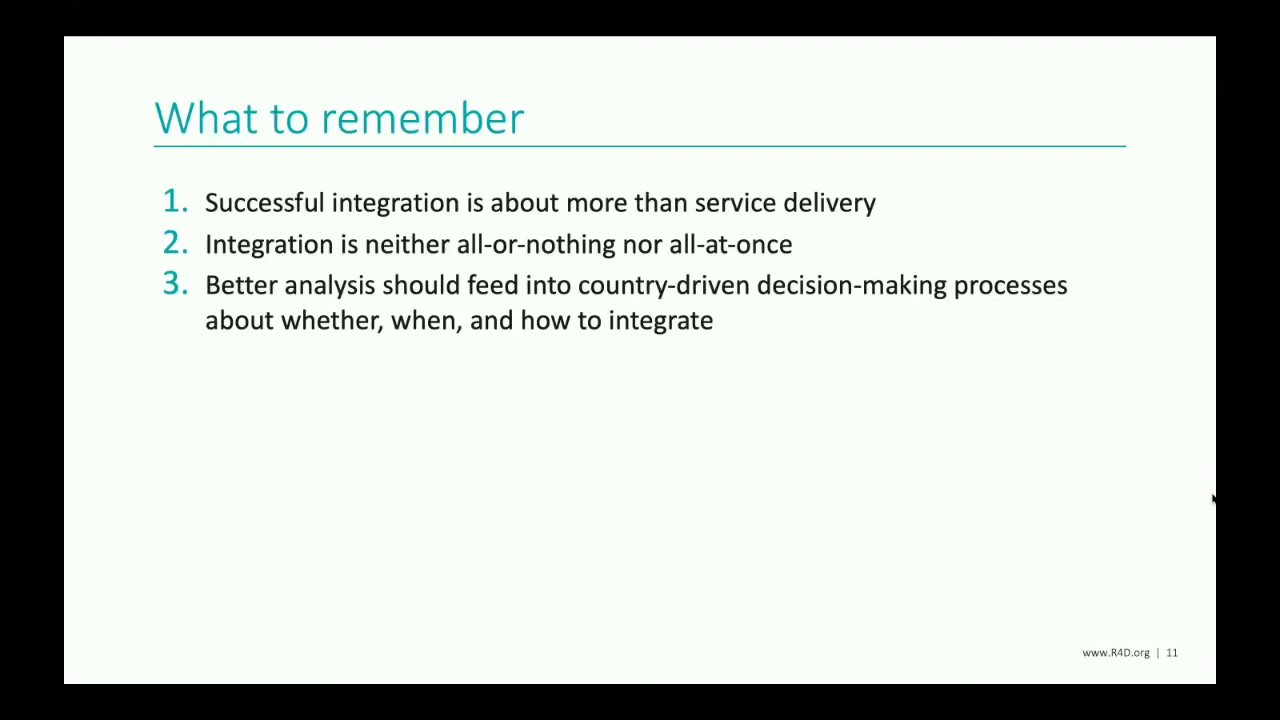 What to remember
1. Successful integration is about more than service delivery
2. Integration is neither all-or-nothing nor all-at-once
3. Better analysis should feed into country-driven decision-making processes
about whether, when, and how to integrate
www.R4D.org | 11